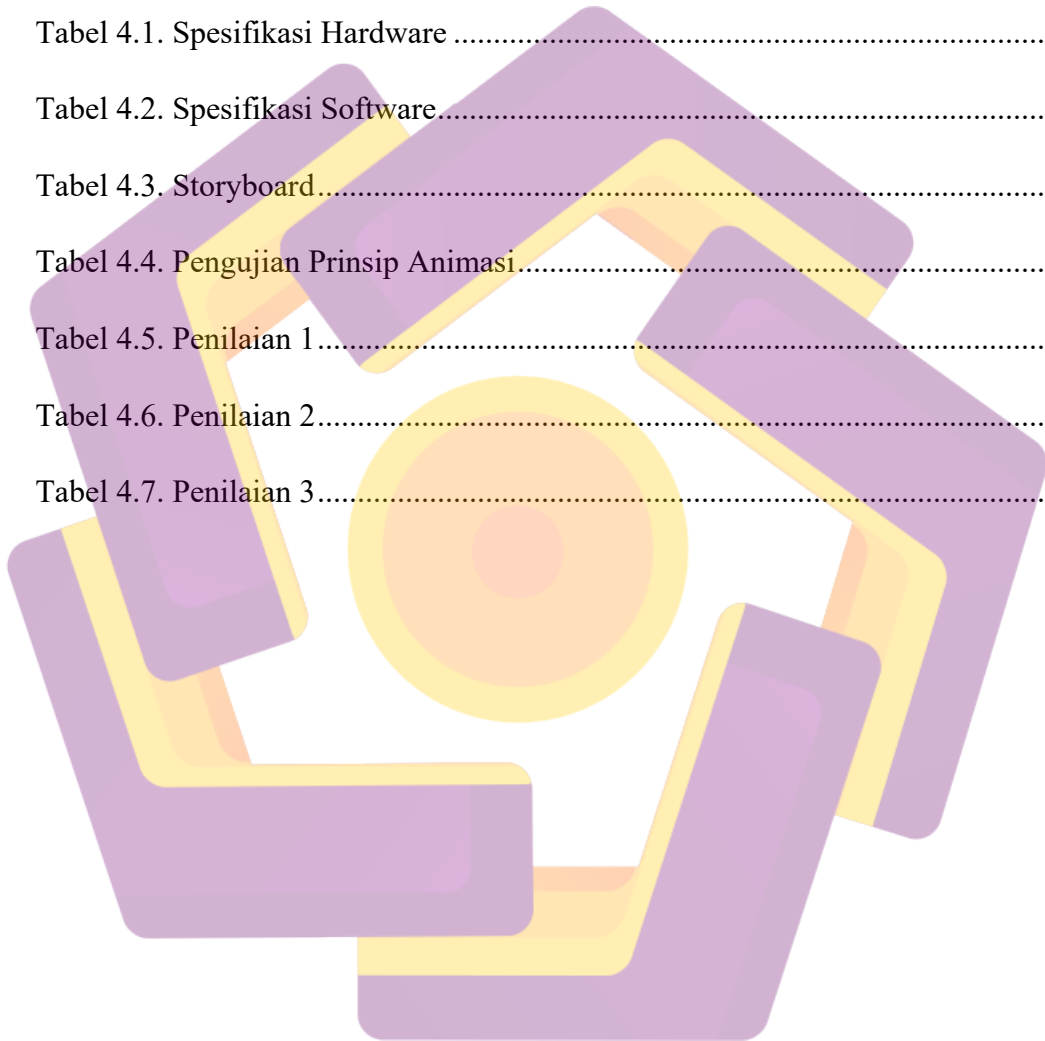 Tabel 4.1. Spesifikasi Hardware ..........................................................................
Tabel 4.2. Spesifikasi Software............................................................................
Tabel 4.3. Storyboard...........................................................................................
Tabel 4.4. Pengujian Prinsip Animasi..................................................................
Tabel 4.5. Penilaian 1...........................................................................................
Tabel 4.6. Penilaian 2...........................................................................................
Tabel 4.7. Penilaian 3...........................................................................................